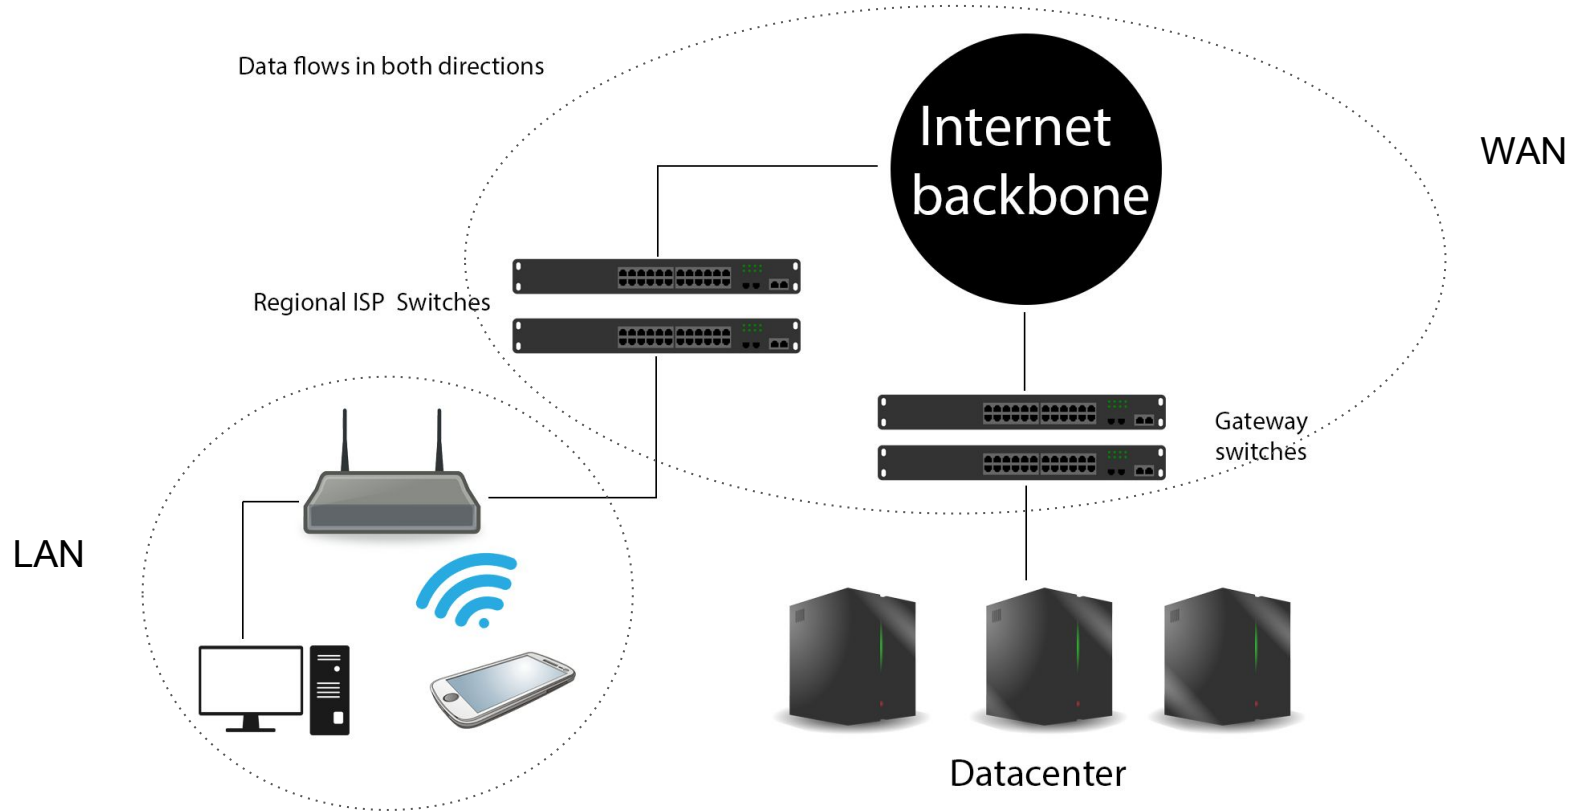 Data flows in both directions
Internet
backbone
WAN
Regional ISP  Switches
Gateway
switches
LAN
Datacenter